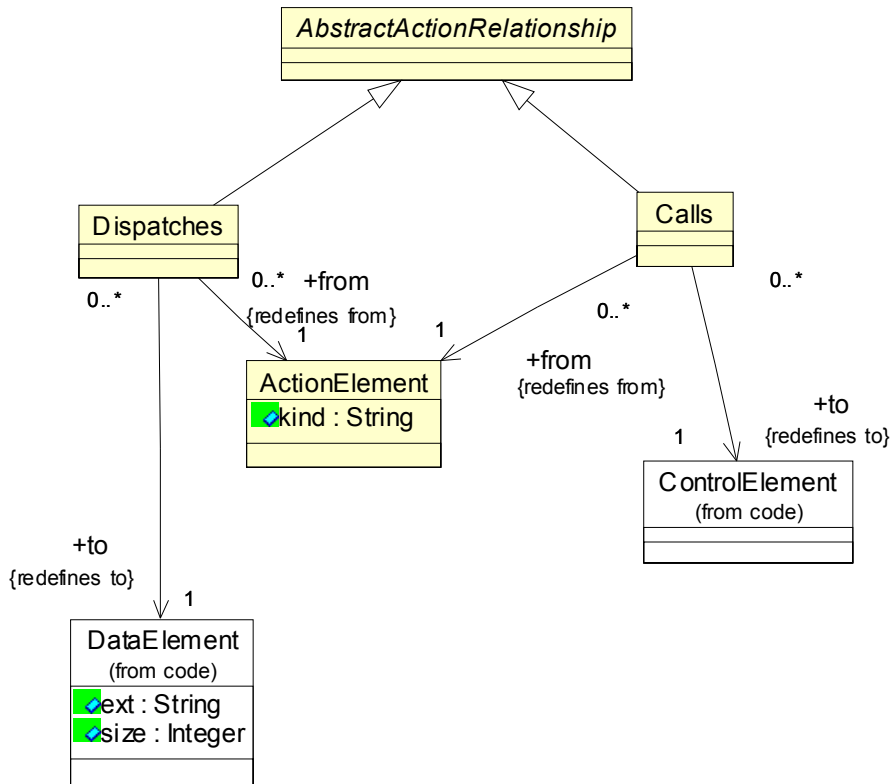 AbstractActionRelationship
Dispatches
Calls
0..*
0..*
+from
{redefines from}
1
1
0..*
0..*
+from
{redefines from}
ActionElement
kind : String
+to
{redefines to}
1
ControlElement
(from code)
+to
{redefines to}
1
DataElement
(from code)
ext : String
size : Integer